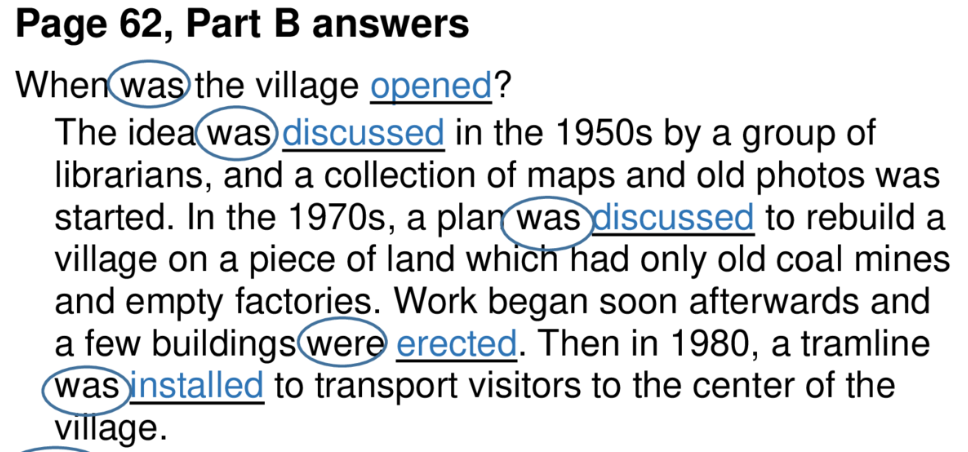 Page 62, Part B answers
When was the village opened?
The idea was discussed in the 1950s by a group of
librarians, and a collection of maps and old photos was
started. In the 1970s, a plan was discussed to rebuild a
village on a piece of land which had only old coal mines
and empty factories. Work began soon afterwards and
a few buildings were erected. Then in 1980, a tramline
was installed to transport visitors to the center of the
village.